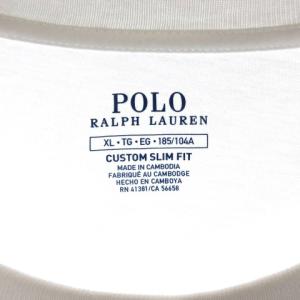 POLO
RALPH LAUREN
XL • TG • EG • 185/104A
CUSTOM SLIM FIT
MADE IN CAMBODIA
FABRIQUÉ AU CAMBODGE
HECHO EN CAMBOYA
RN 41381/CA 56658